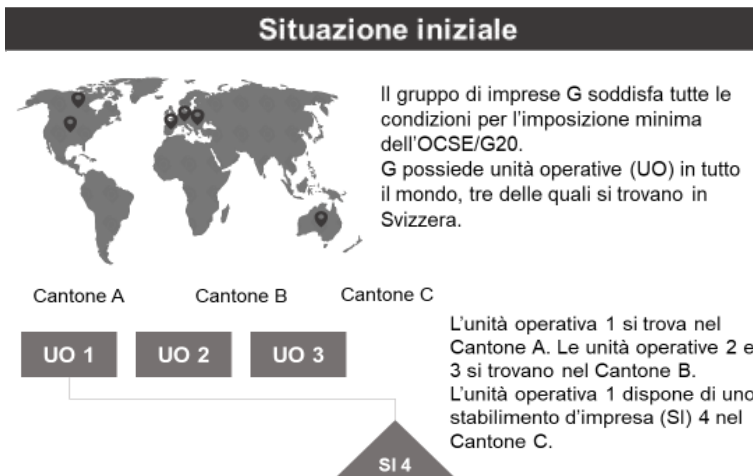 Situazione iniziale
Il gruppo di imprese G soddisfa tutte le
condizioni per l'imposizione minima
dell'OCSE/G20.
G possiede unità operative (UO) in tutto
il mondo, tre delle quali si trovano in
Svizzera.
Cantone A
Cantone B
Cantone C
UO 1
UO 2
UO 3
L'unità operativa 1 si trova nel
Cantone A. Le unità operative 2 e
3 si trovano nel Cantone B.
L'unità operativa 1 dispone di uno
stabilimento d'impresa (SI) 4 nel
Cantone C.
SI 4